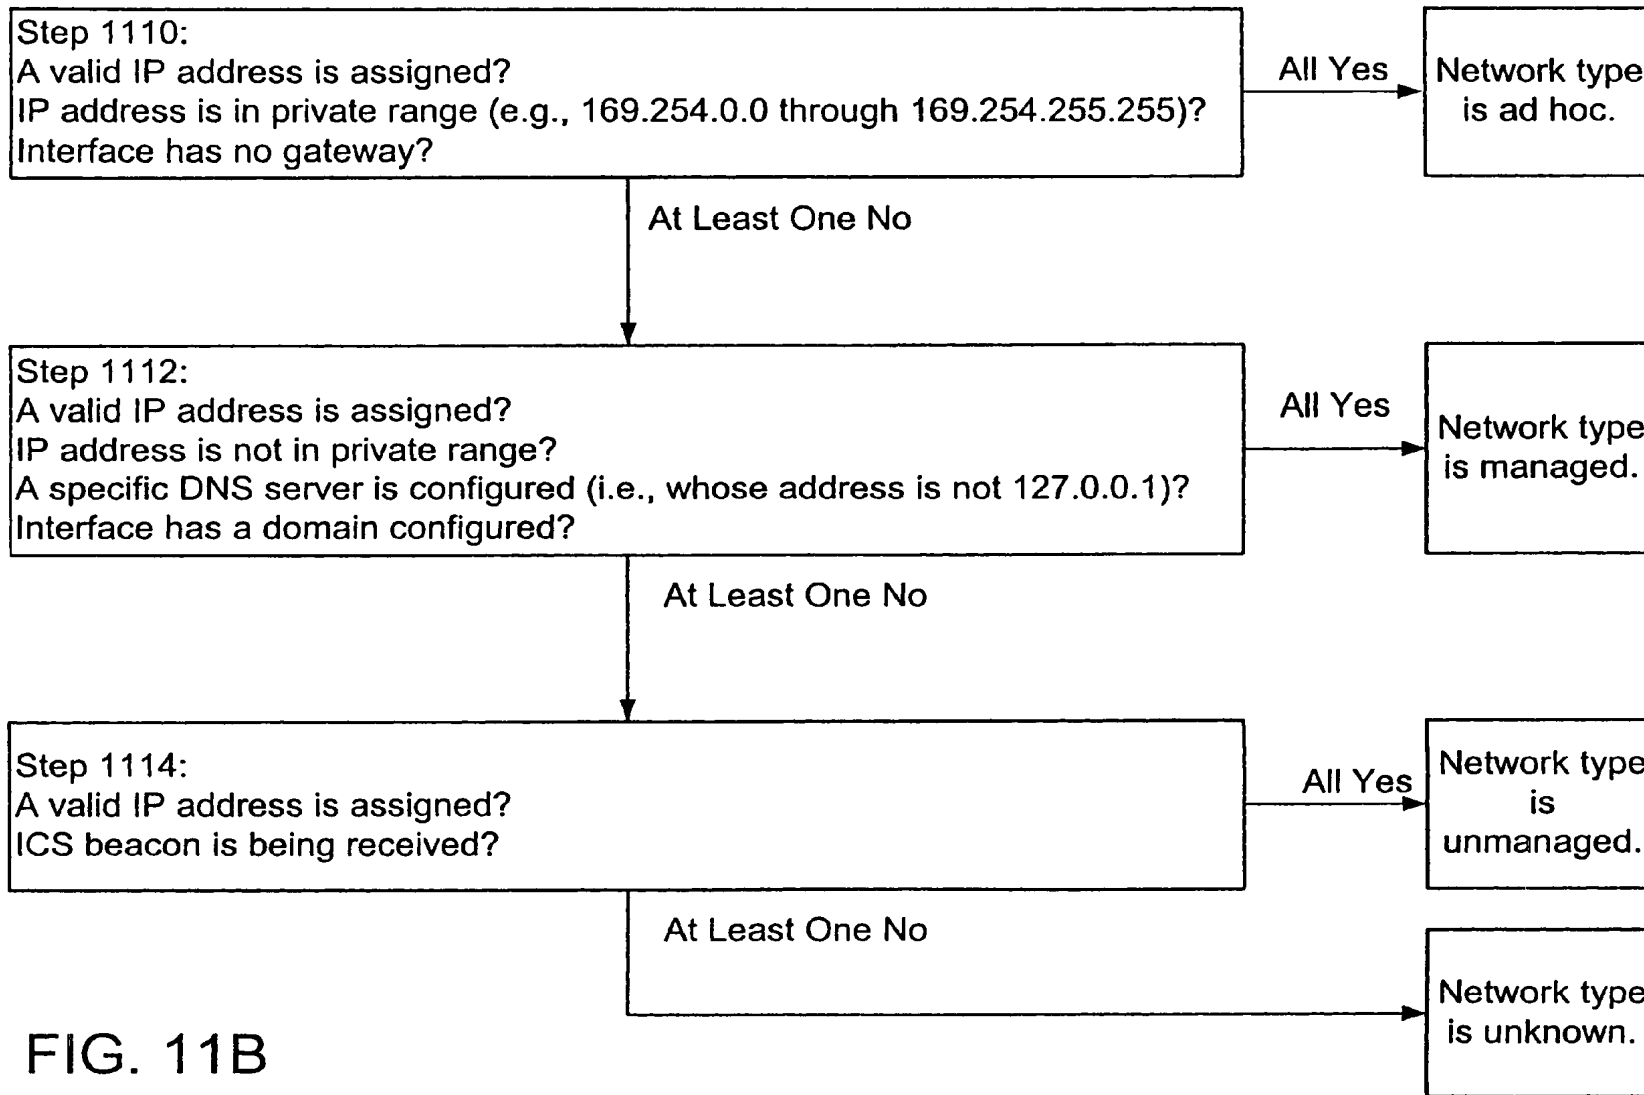 Step 1110:
A valid IP address is assigned?
IP address is in private range (e.g., 169.254.0.0 through 169.254.255.255)?
Interface has no gateway?
All Yes
Network type
is ad hoc.
At Least One No
Step 1112:
A valid IP address is assigned?
IP address is not in private range?
A specific DNS server is configured (i.e., whose address is not 127.0.0.1)?
Interface has a domain configured?
All Yes
Network type
is managed.
At Least One No
Step 1114:
A valid IP address is assigned?
ICS beacon is being received?
All Yes
Network type
is
unmanaged.
At Least One No
Network type
is unknown.
FIG. 11B